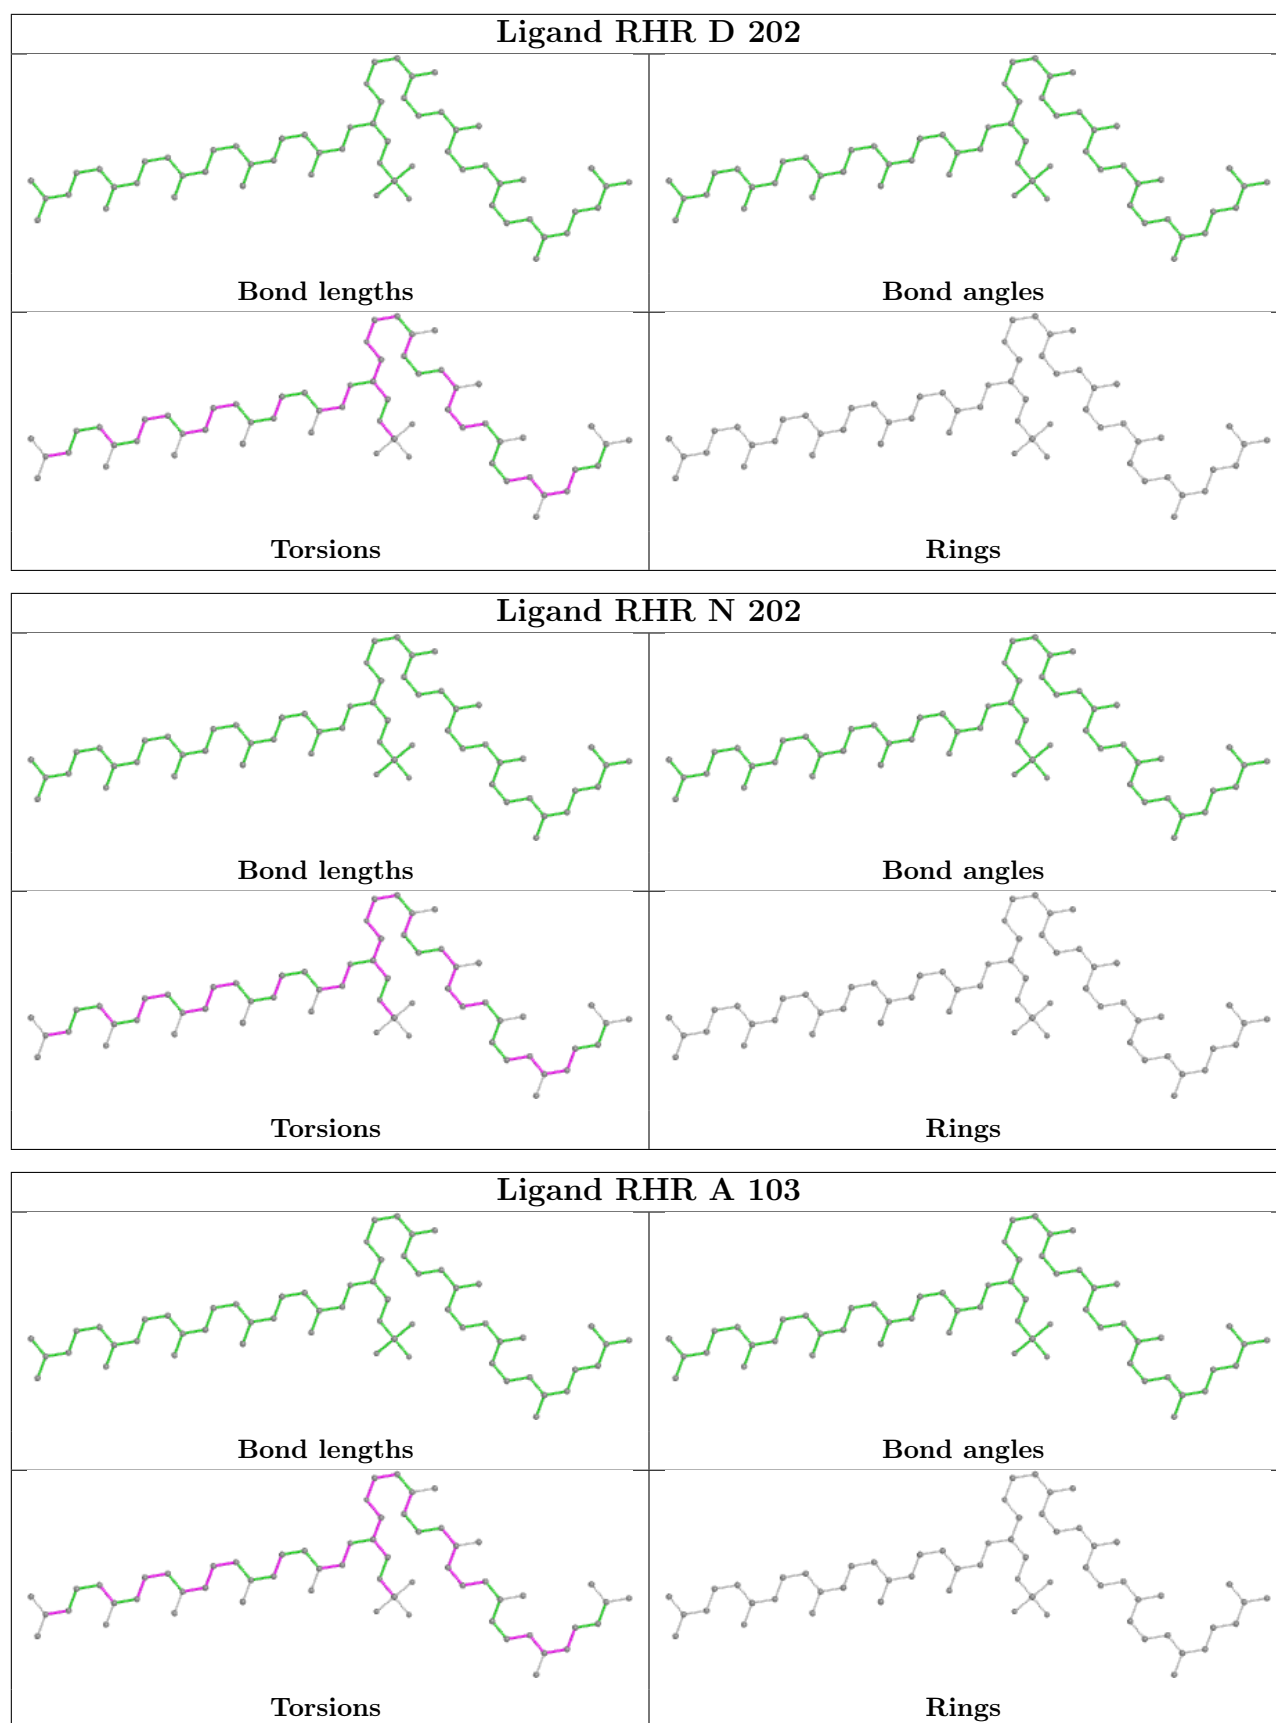 Ligand RHR D 202
Bond lengths
Bond angles
Torsions
Rings
Ligand RHR N 202
Bond lengths
Bond angles
Torsions
Rings
Ligand RHR A 103
Bond lengths
Bond angles
Torsions
Rings